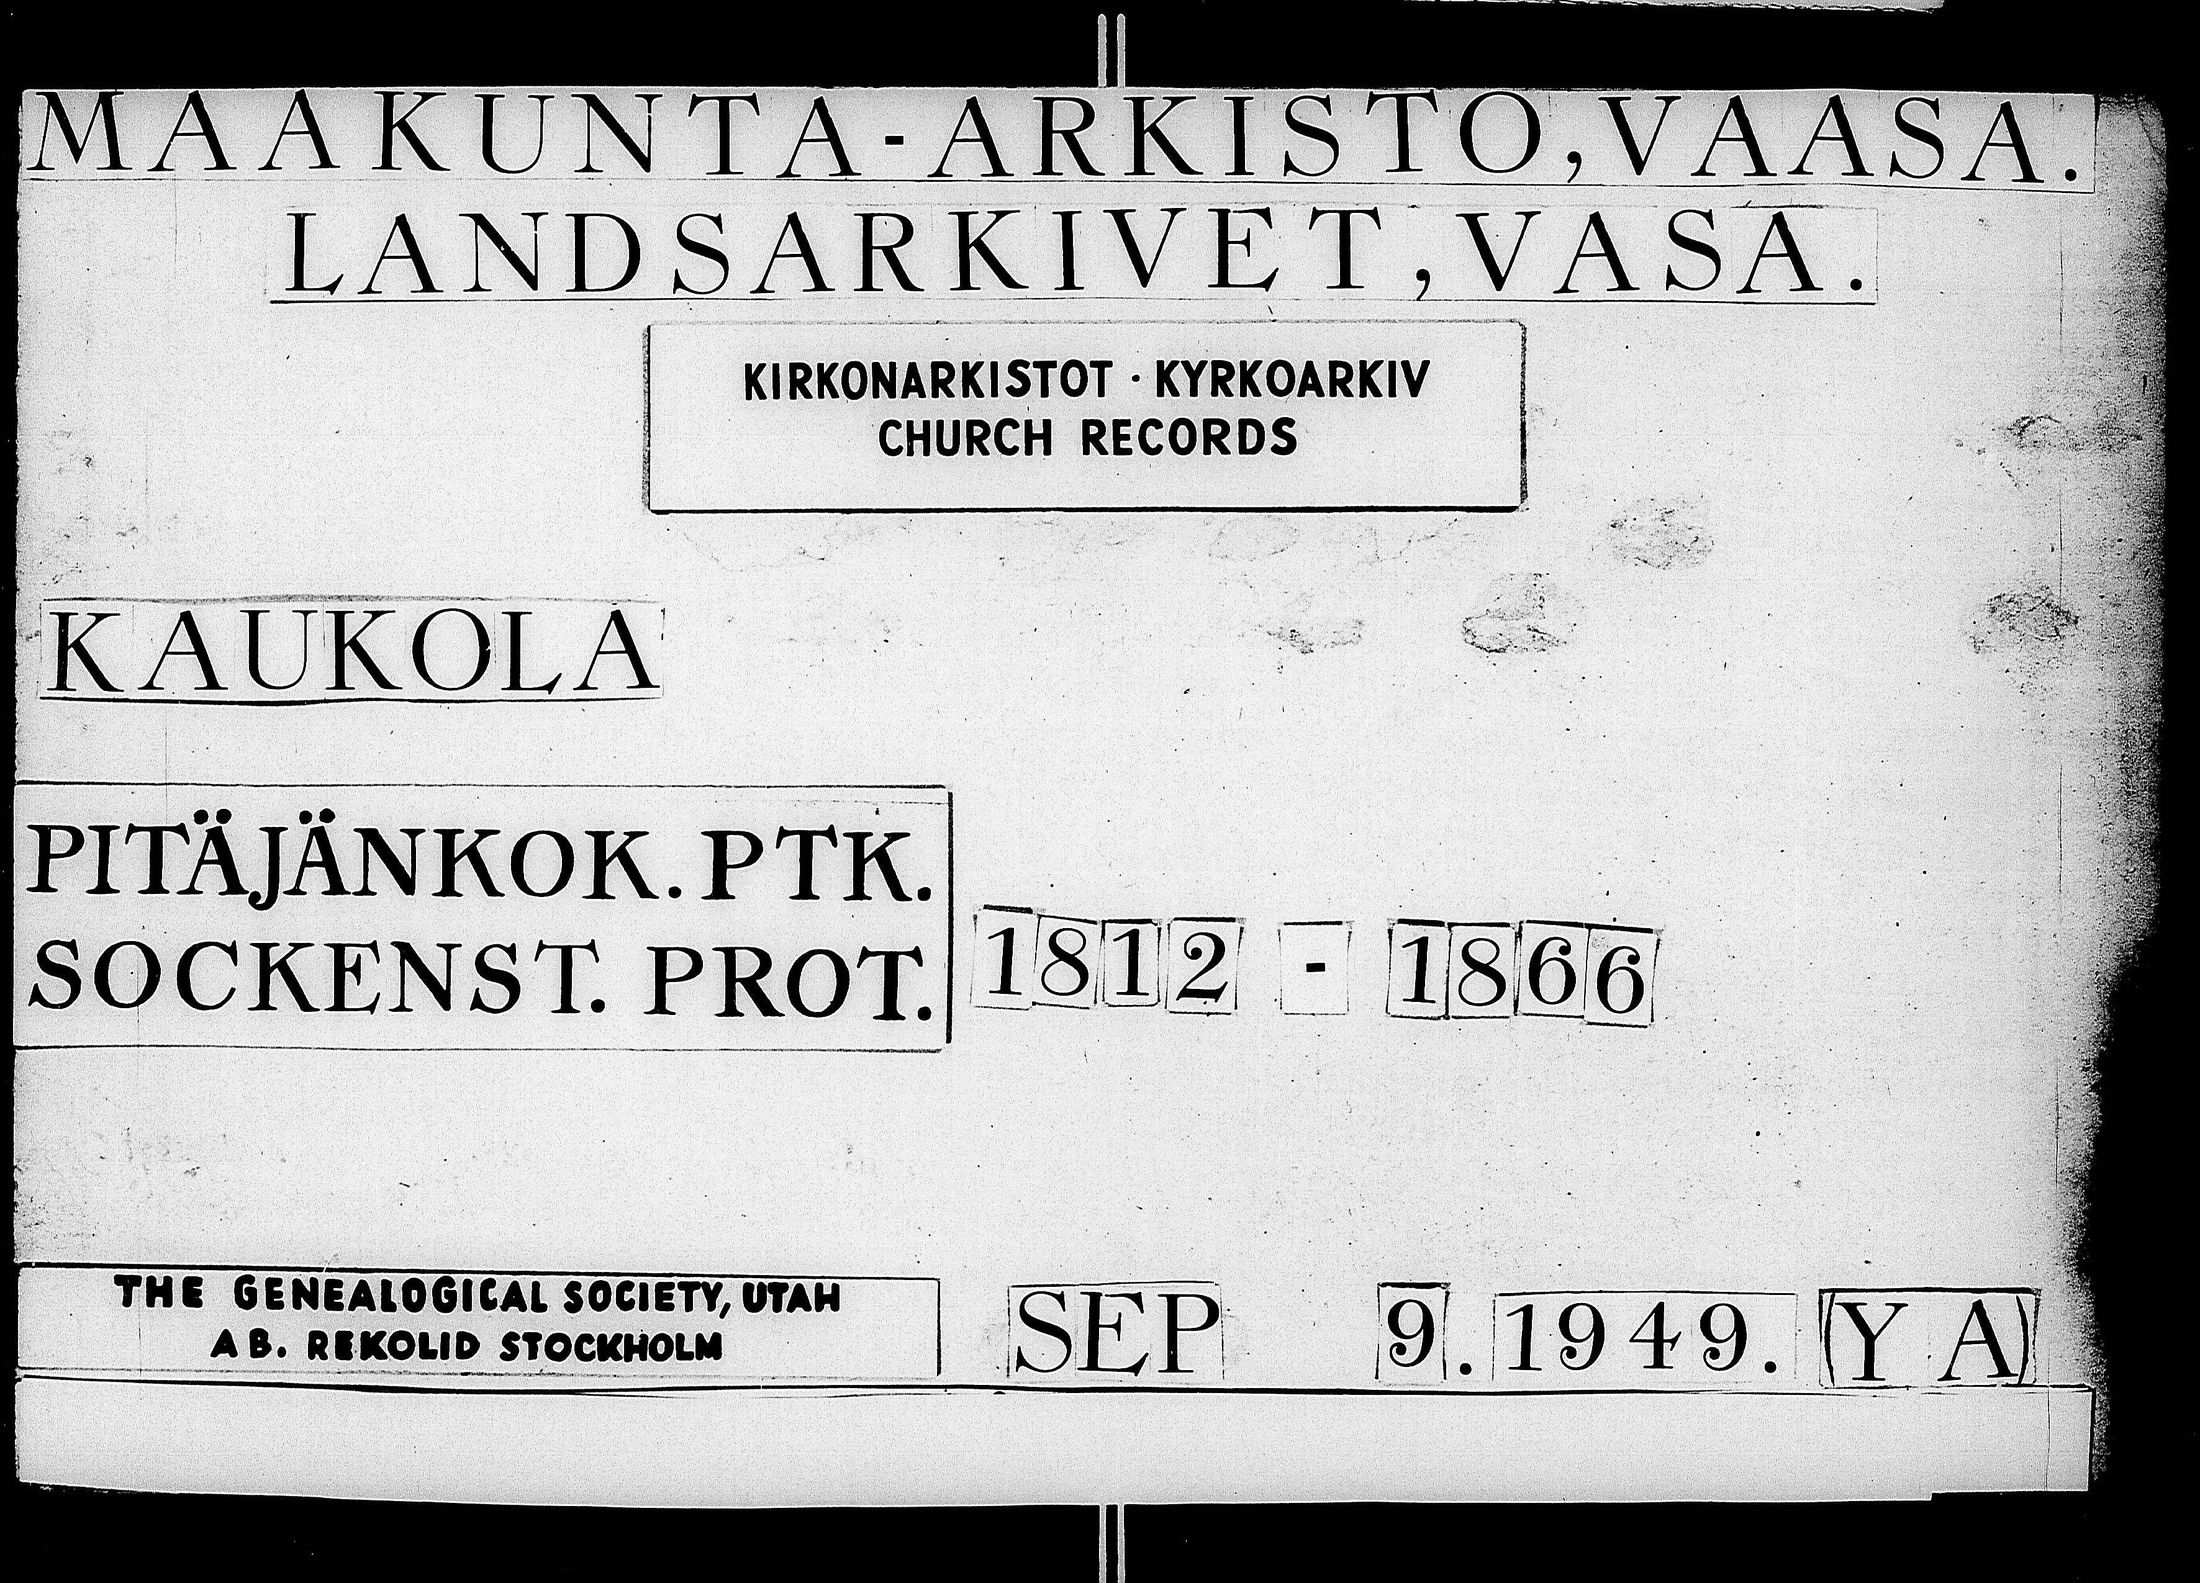 MAAKUNTA-ARKISTO, VAASA.
LANDSARKIVET, VASA.
KIRKONARKISTOT · KYRKOARKIV
CHURCH RECORDS
KAUKOLA
PITÄJÄNKOK. PTK.
SOCKENST. PROT. 1812 - 1866
THE GENEALOGICAL SOCIETY, UTAH
AB. REKOLID STOCKHOLM
SEP 9. 1949. (YA)